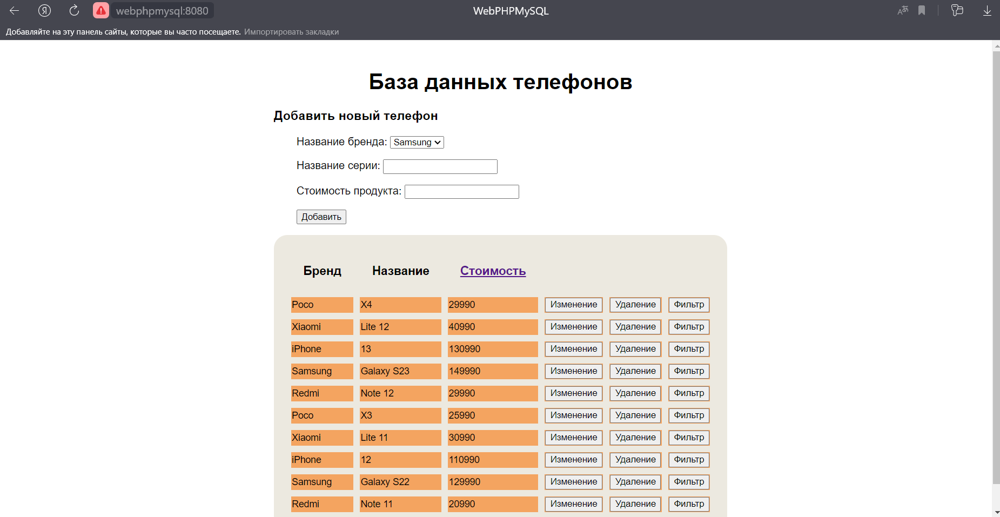 webphpmysql:8080 WebPHPMySQL
Добавляйте на эту панель сайты, которые вы часто посещаете. Импортировать закладки
База данных телефонов
Добавить новый телефон
Название бренда: Samsung
Название серии:
Стоимость продукта:
Добавить
Бренд Название Стоимость
Poco X4 29990 Изменение Удаление Фильтр
Xiaomi Lite 12 40990 Изменение Удаление Фильтр
iPhone 13 130990 Изменение Удаление Фильтр
Samsung Galaxy S23 149990 Изменение Удаление Фильтр
Redmi Note 12 29990 Изменение Удаление Фильтр
Poco X3 25990 Изменение Удаление Фильтр
Xiaomi Lite 11 30990 Изменение Удаление Фильтр
iPhone 12 110990 Изменение Удаление Фильтр
Samsung Galaxy S22 129990 Изменение Удаление Фильтр
Redmi Note 11 20990 Изменение Удаление Фильтр